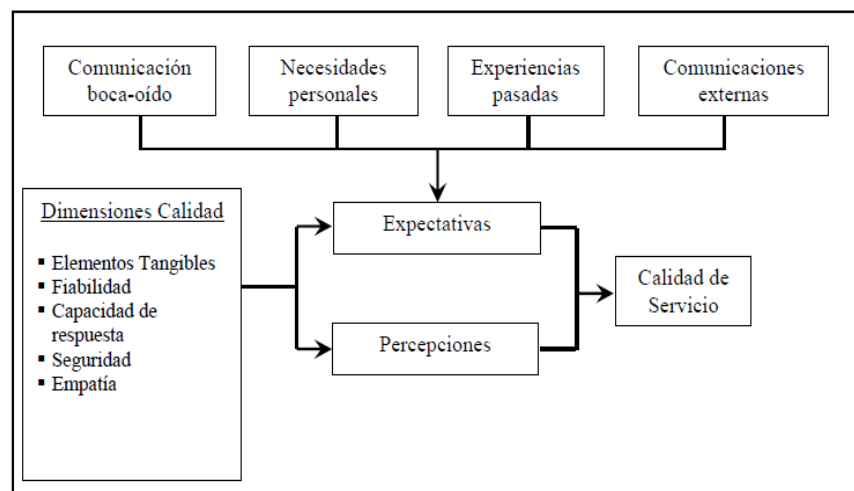 Comunicación
boca-oído
Necesidades
personales
Experiencias
pasadas
Comunicaciones
externas
Dimensiones Calidad
▪ Elementos Tangibles
▪ Fiabilidad
▪ Capacidad de
respuesta
▪ Seguridad
▪ Empatía
Expectativas
Percepciones
Calidad de
Servicio